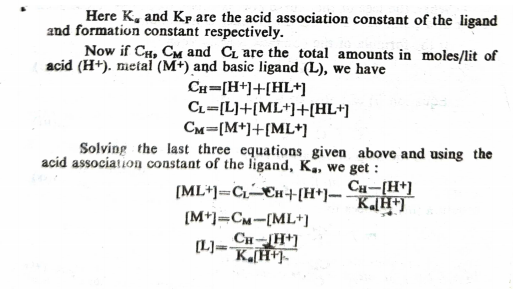 Here Kₐ and K_F are the acid association constant of the ligand
and formation constant respectively.
Now if C_H, C_M and C_L are the total amounts in moles/lit of
acid (H+). metal (M+) and basic ligand (L), we have
C_H=[H+]+[HL+]
C_L=[L]+[ML+]+[HL+]
C_M=[M+]+[ML+]
Solving the last three equations given above and using the
acid association constant of the ligand, Kₐ, we get :
[ML+]=C_L—C_H+[H+]— C_H—[H+] / Kₐ[H+]
[M+]=C_M—[ML+]
[L]= C_H—[H+] / Kₐ[H+]